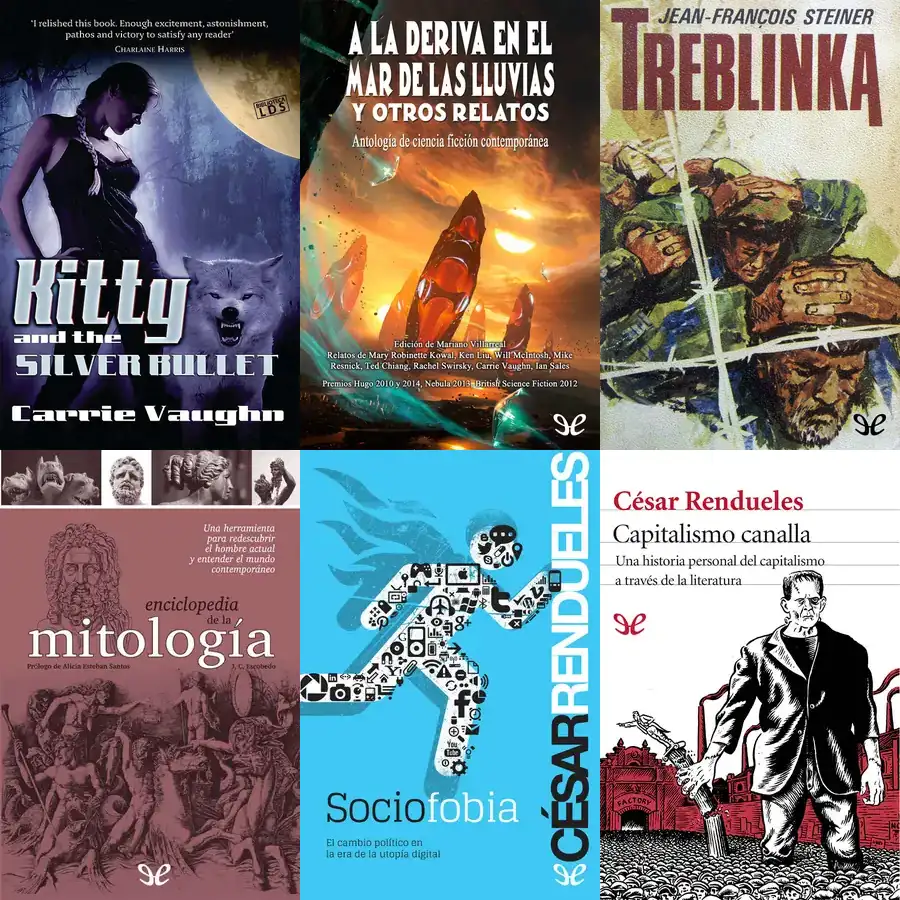 'I relished this book. Enough excitement, astonishment,
pathos and victory to satisfy any reader'
CHARLAINE HARRIS
BIBLIOTECA
LDS
Kitty
and the
SILVER BULLET
Carrie Vaughn
A LA DERIVA EN EL
MAR DE LAS LLUVIAS
Y OTROS RELATOS
Antología de ciencia ficción contemporánea
Edición de Mariano Villarreal
Relatos de Mary Robinette Kowal, Ken Liu, Will McIntosh, Mike
Resnick, Ted Chiang, Rachel Swirsky, Carrie Vaughn, Ian Sales
Premios Hugo 2010 y 2014, Nebula 2013, British Science Fiction 2012
JEAN-FRANÇOIS STEINER
TREBLINKA
Una herramienta
para redescubrir
el hombre actual
y entender el mundo
contemporáneo
enciclopedia
de la
mitología
Prólogo de Alicia Esteban Santos
J. C. Escobedo
CÉSAR RENDUELES
You
Tube
Sociofobia
El cambio político en
la era de la utopía digital
César Rendueles
Capitalismo canalla
Una historia personal del capitalismo
a través de la literatura
FACTORY